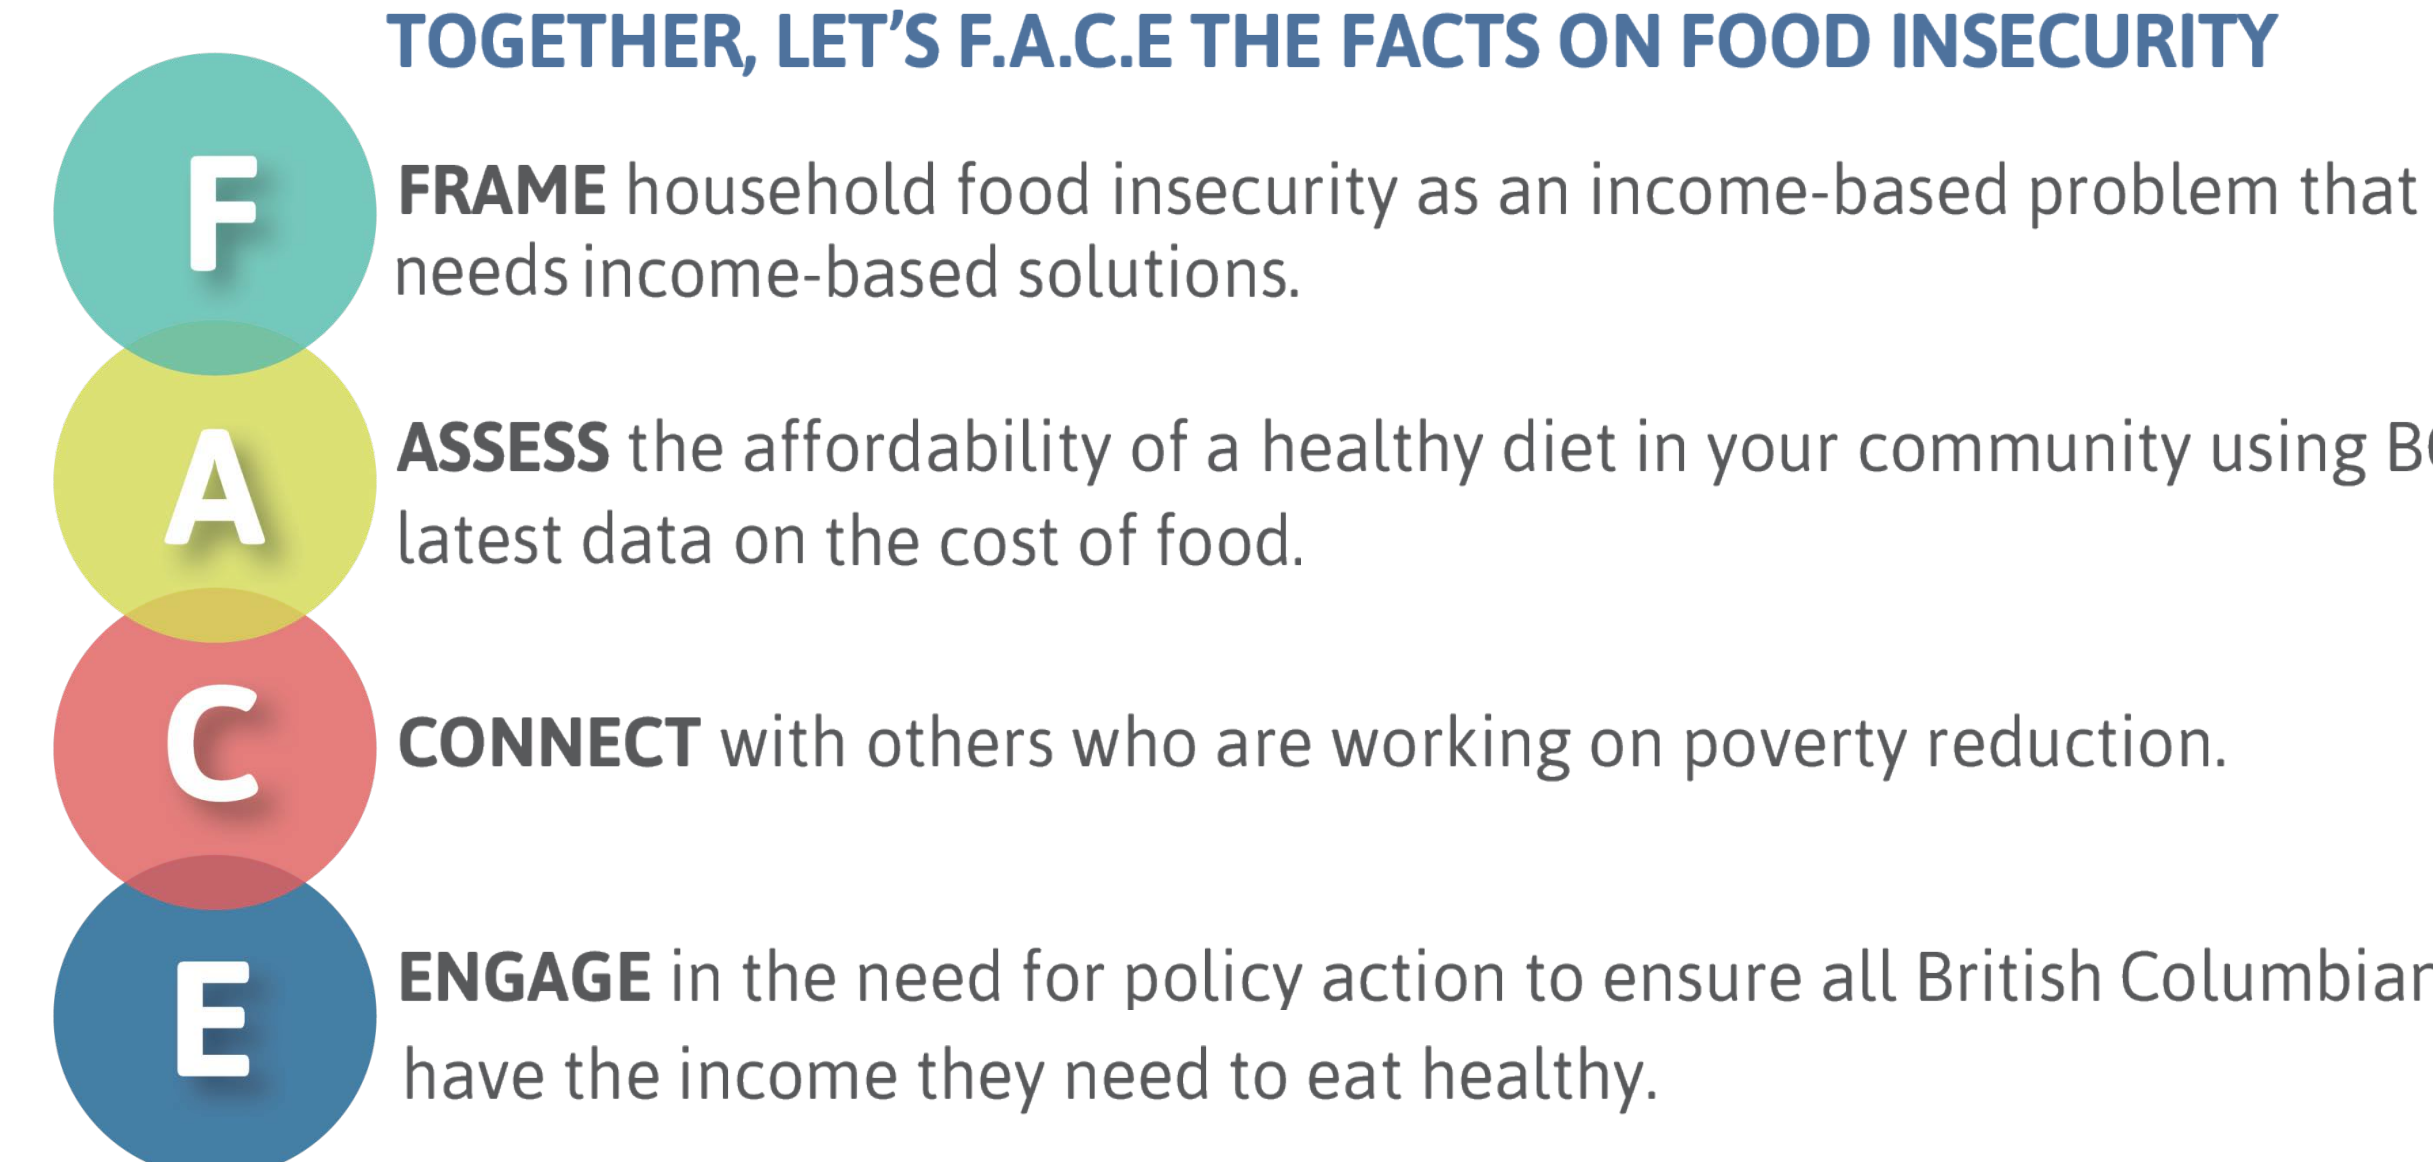 TOGETHER, LET'S F.A.C.E THE FACTS ON FOOD INSECURITY
F
FRAME household food insecurity as an income-based problem that
needs income-based solutions.
A
ASSESS the affordability of a healthy diet in your community using
latest data on the cost of food.
C
CONNECT with others who are working on poverty reduction.
E
ENGAGE in the need for policy action to ensure all British
have the income they need to eat healthy.